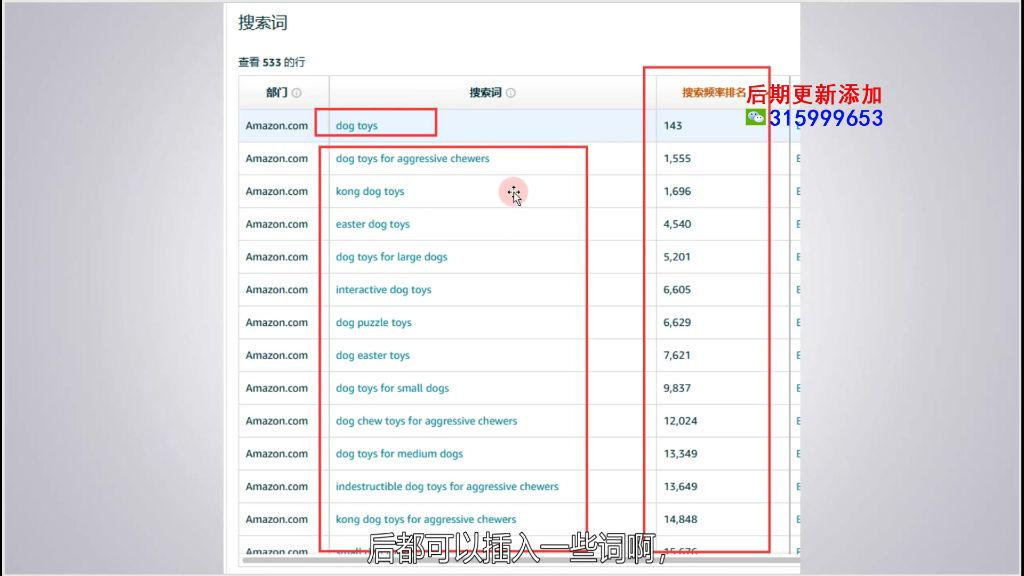 搜索词
查看 533 的行
部门 搜索词 搜索频率排名
后期更新添加
315999653
Amazon.com dog toys 143
Amazon.com dog toys for aggressive chewers 1,555
Amazon.com kong dog toys 1,696
Amazon.com easter dog toys 4,540
Amazon.com dog toys for large dogs 5,201
Amazon.com interactive dog toys 6,605
Amazon.com dog puzzle toys 6,629
Amazon.com dog easter toys 7,621
Amazon.com dog toys for small dogs 9,837
Amazon.com dog chew toys for aggressive chewers 12,024
Amazon.com dog toys for medium dogs 13,349
Amazon.com indestructible dog toys for aggressive chewers 13,649
Amazon.com kong dog toys for aggressive chewers 14,848
Amazon.com small 15,676
后都可以插入一些词啊,